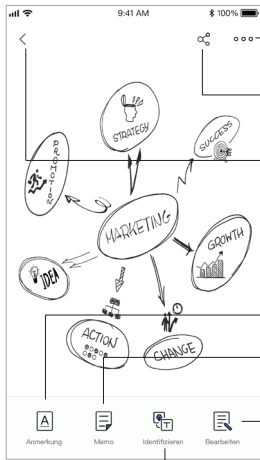 9:41 AM 100%
STRATEGY
SUCCESS
PROMOTION
MARKETING
GROWTH
IDEA
ACTION
CHANGE
Anmerkung Memo Identifizieren Bearbeiten